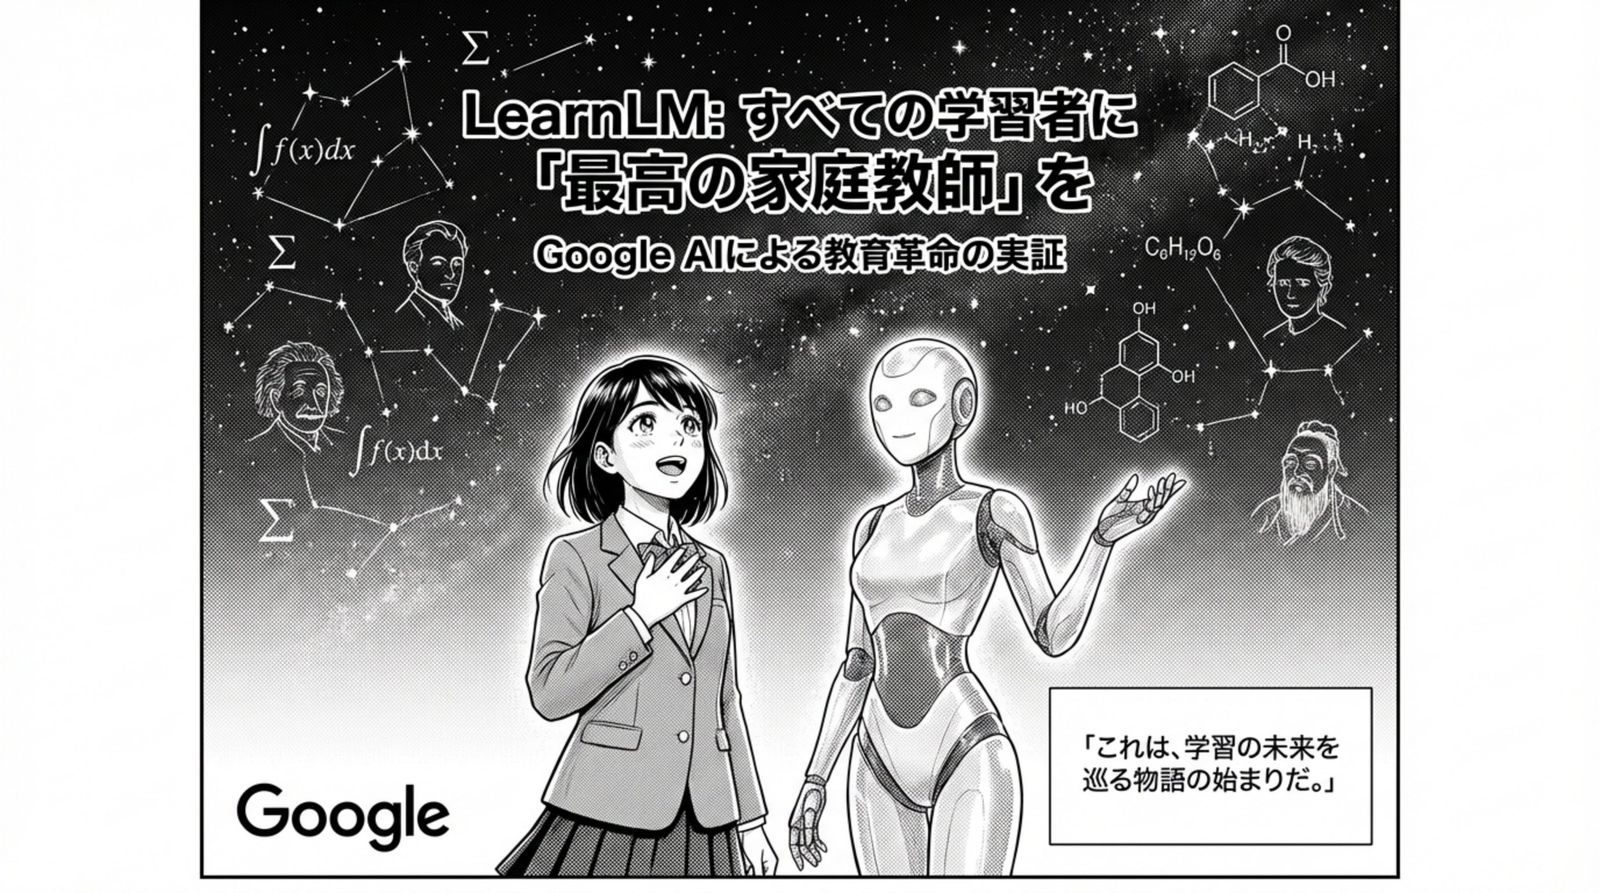 Σ
LearnLM: すべての学習者に
「最高の家庭教師」を
Google AIによる教育革命の実証
∫f(x)dx
Σ
∫f(x)dx
Σ
O
OH
H
H
C₆H₁₉O₆
OH
OH
HO
「これは、学習の未来を
巡る物語の始まりだ。」
Google